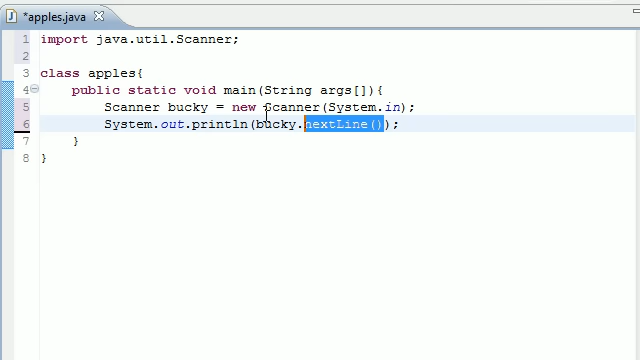 *apples.java
1 import java.util.Scanner;
2
3 class apples{
4 public static void main(String args[]){
5 Scanner bucky = new Scanner(System.in);
6 System.out.println(bucky.nextLine());
7 }
8 }